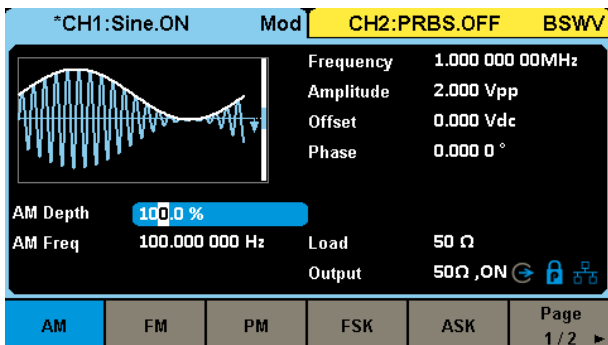 *CH1:Sine.ON Mod CH2:PRBS.OFF BSWV
Frequency 1.000 000 00MHz
Amplitude 2.000 Vpp
Offset 0.000 Vdc
Phase 0.000 0 °
AM Depth 100.0 %
AM Freq 100.000 000 Hz Load 50 Ω
Output 50Ω ,ON P
AM FM PM FSK ASK Page
1/2 ►